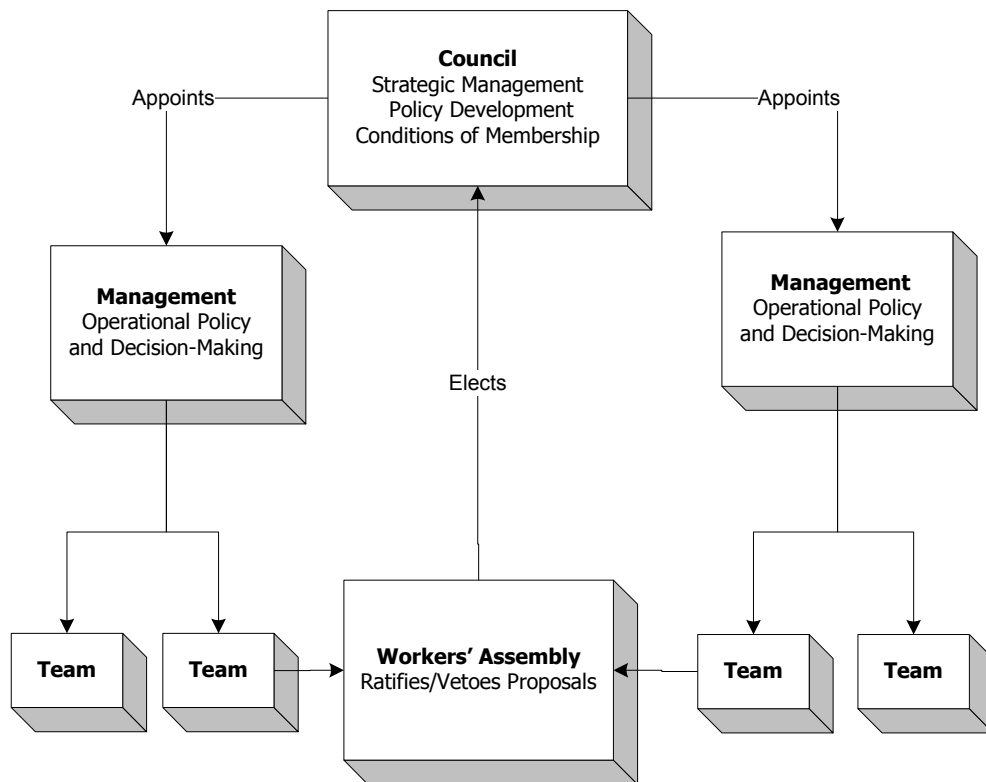 Council
Strategic Management
Policy Development
Conditions of Membership
Appoints
Appoints
Management
Operational Policy
and Decision-Making
Management
Operational Policy
and Decision-Making
Elects
Team
Team
Workers’ Assembly
Ratifies/Vetoes Proposals
Team
Team